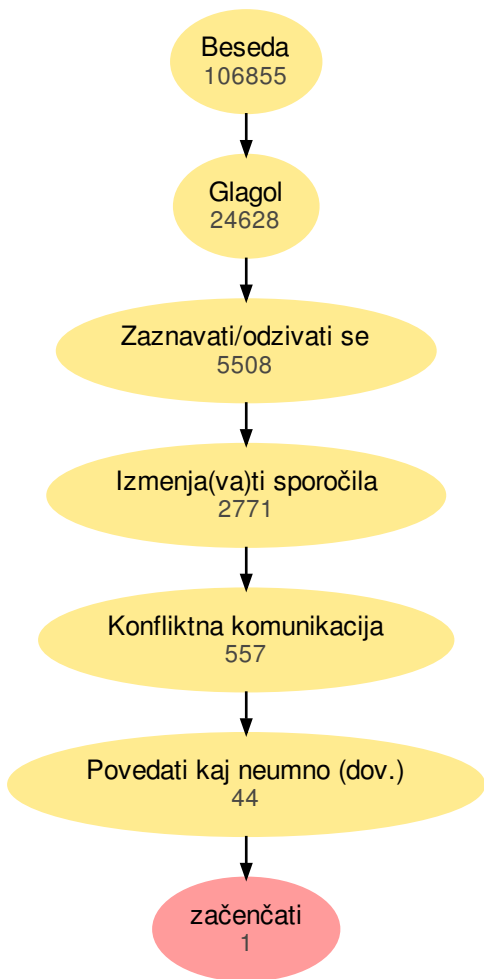 Beseda
106855
Glagol
24628
Zaznavati/odzivati se
5508
Izmenja(va)ti sporočila
2771
Konfliktna komunikacija
557
Povedati kaj neumno (dov.)
44
začenčati
1